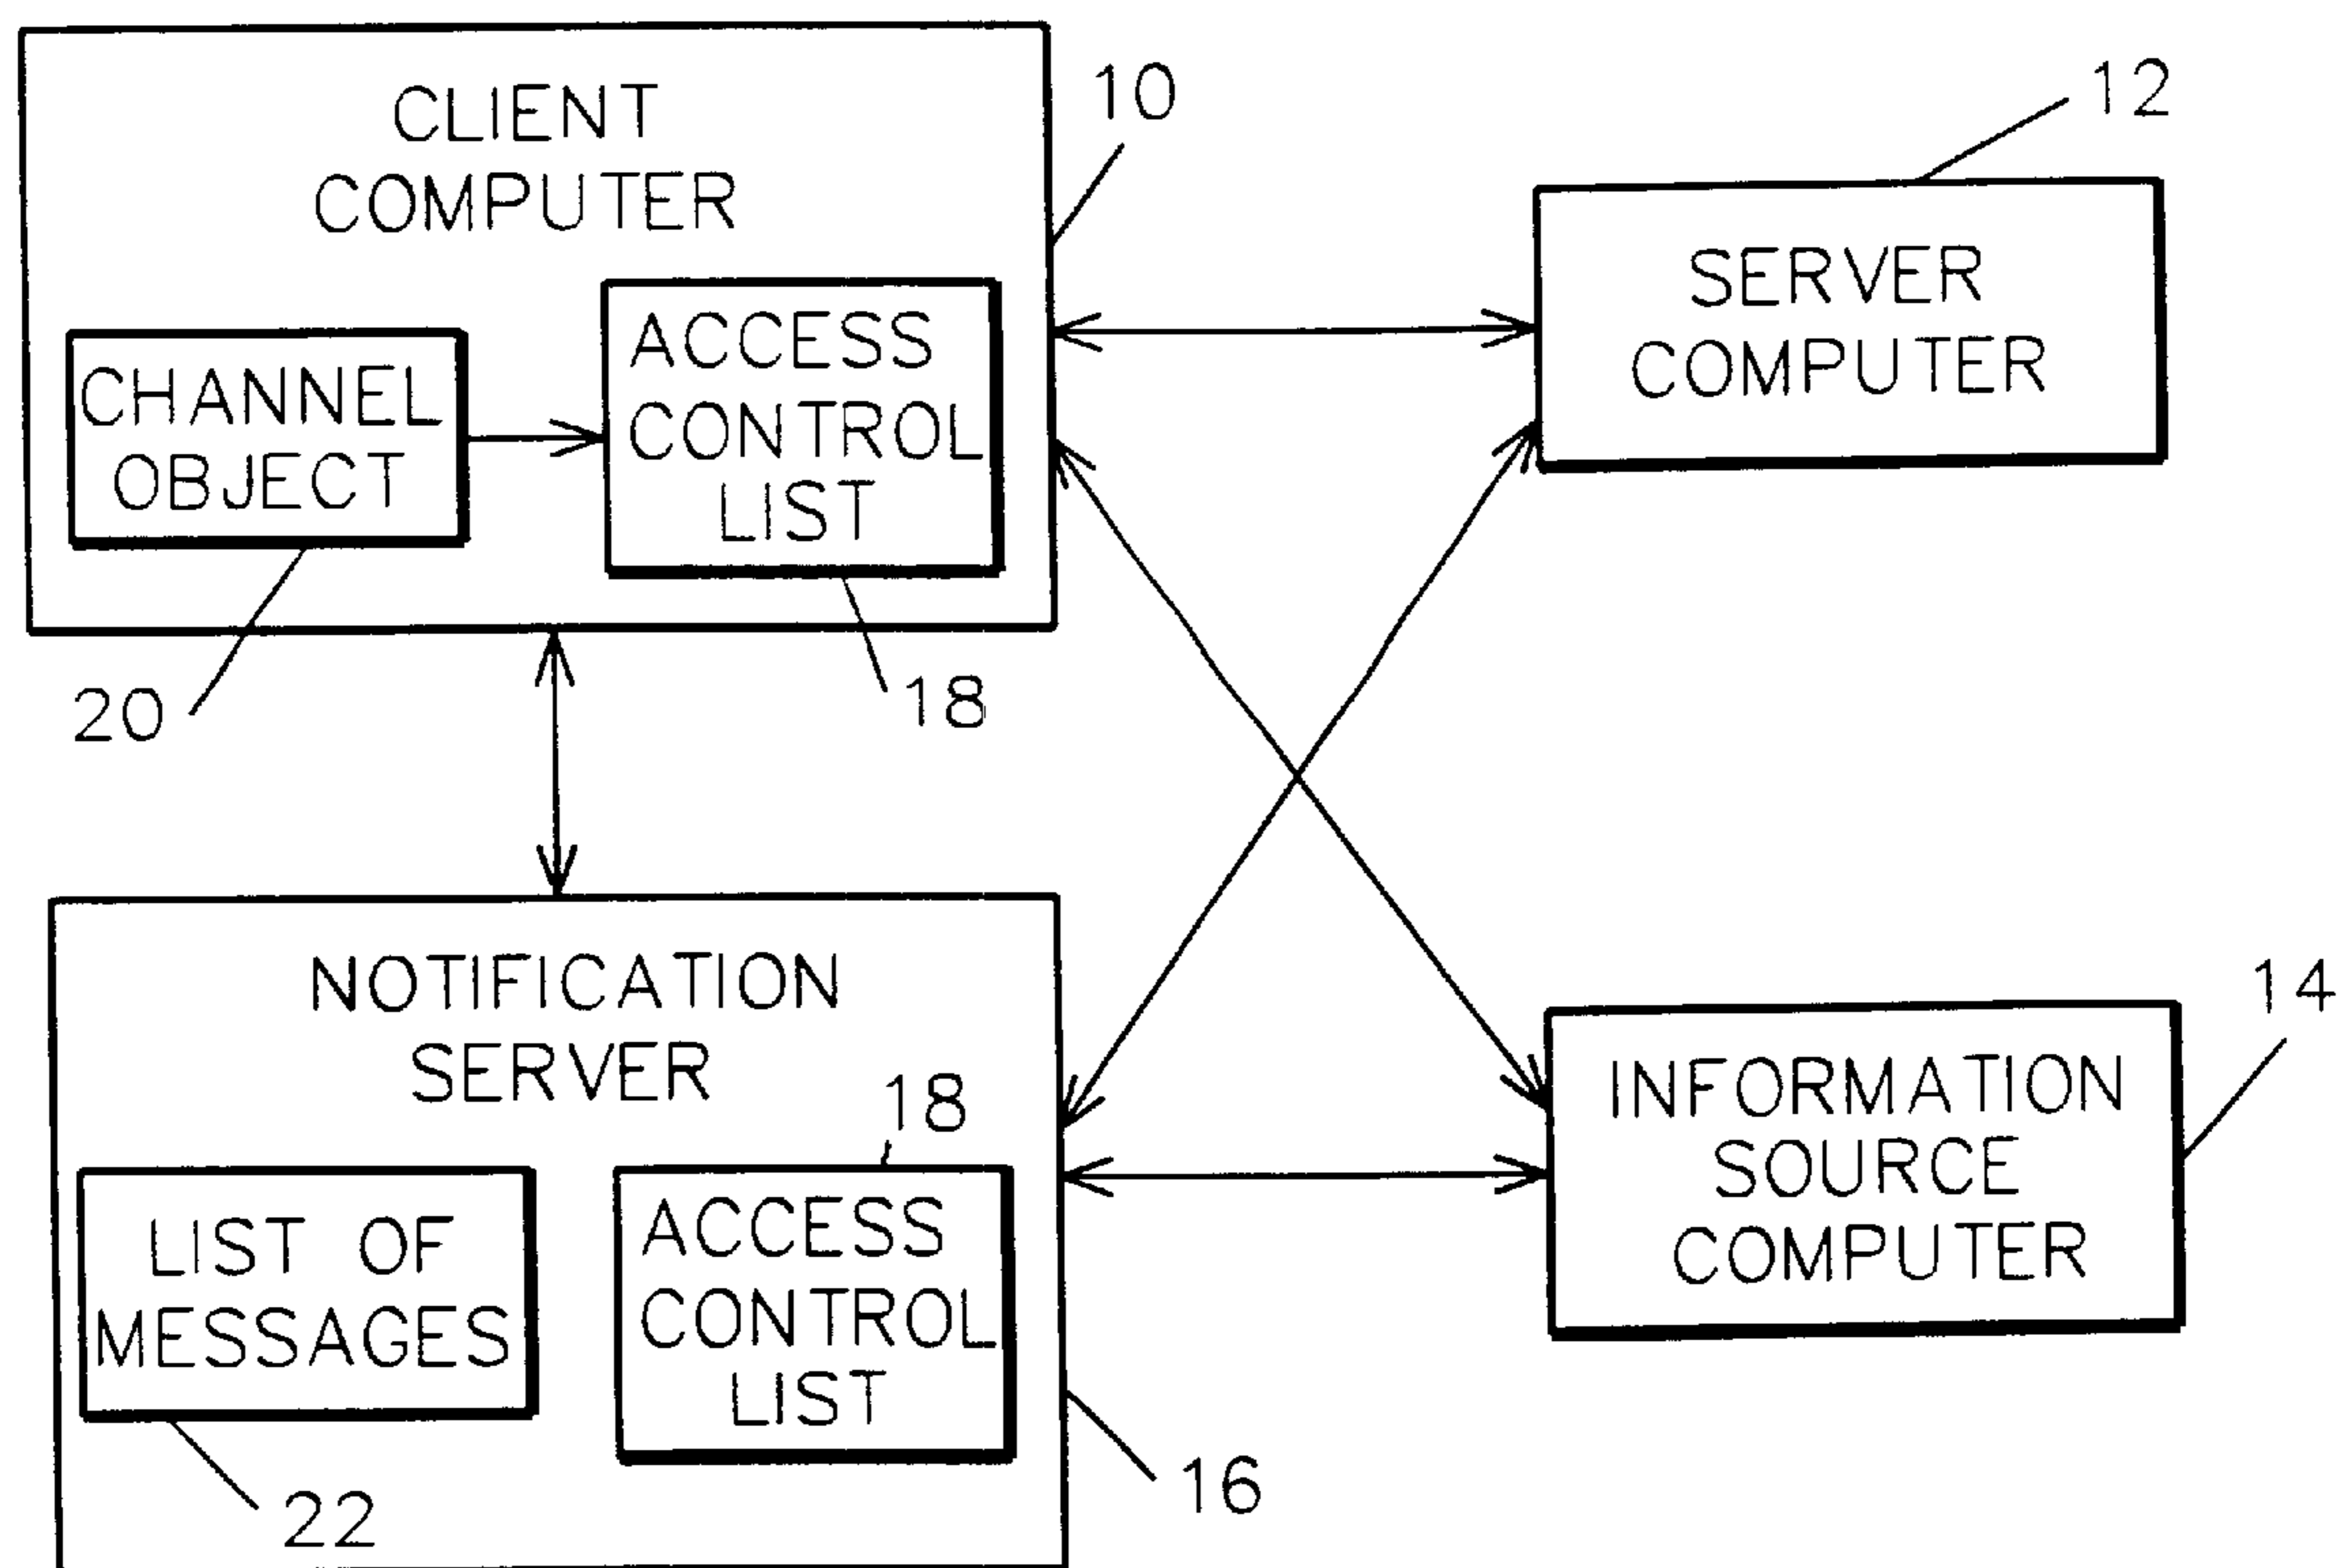 CLIENT
COMPUTER
10
CHANNEL
OBJECT
ACCESS
CONTROL
LIST
20
18
12
SERVER
COMPUTER
NOTIFICATION
SERVER
18
LIST OF
MESSAGES
ACCESS
CONTROL
LIST
22
16
14
INFORMATION
SOURCE
COMPUTER